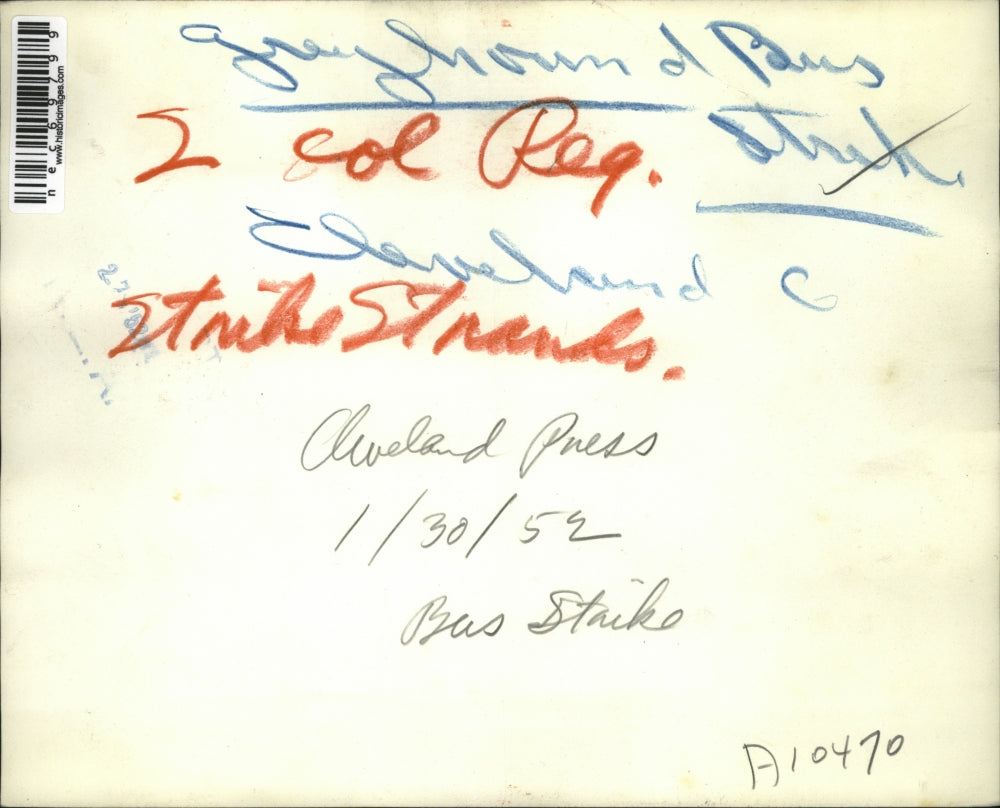 Greyhound Bus
Strike
2 col Reg.
Cleveland O
Strike Strands.
Cleveland Press
1/30/52
Bus Strike
A10470
nec69799
www.historicimages.com